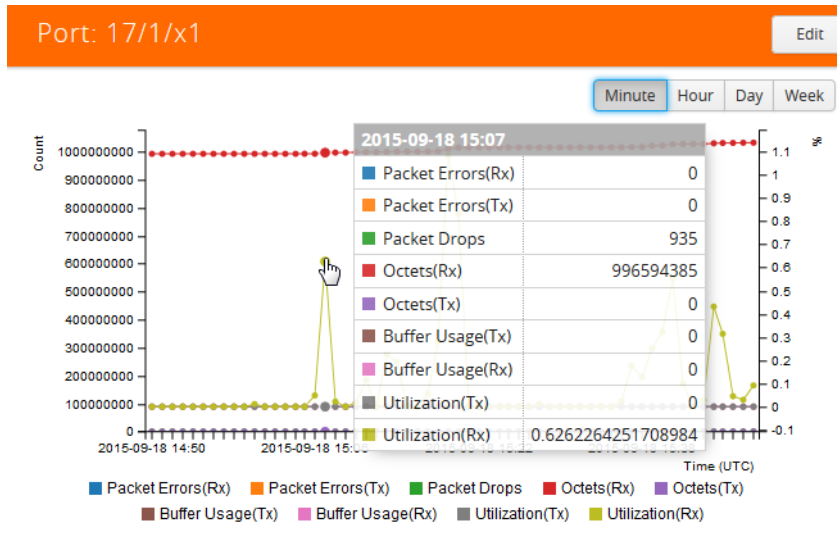 Port: 17/1/x1
Edit
Minute Hour Day Week
Count
%
1000000000
900000000
800000000
700000000
600000000
500000000
400000000
300000000
200000000
100000000
0
1.1
1
0.9
0.8
0.7
0.6
0.5
0.4
0.3
0.2
0.1
0
-0.1
2015-09-18 15:07
Packet Errors(Rx) 0
Packet Errors(Tx) 0
Packet Drops 935
Octets(Rx) 996594385
Octets(Tx) 0
Buffer Usage(Tx) 0
Buffer Usage(Rx) 0
Utilization(Tx) 0
Utilization(Rx) 0.6262264251708984
2015-09-18 14:50 2015-09-18 15:06 2015-09-18 15:22
Time (UTC)
Packet Errors(Rx) Packet Errors(Tx) Packet Drops Octets(Rx) Octets(Tx)
Buffer Usage(Tx) Buffer Usage(Rx) Utilization(Tx) Utilization(Rx)